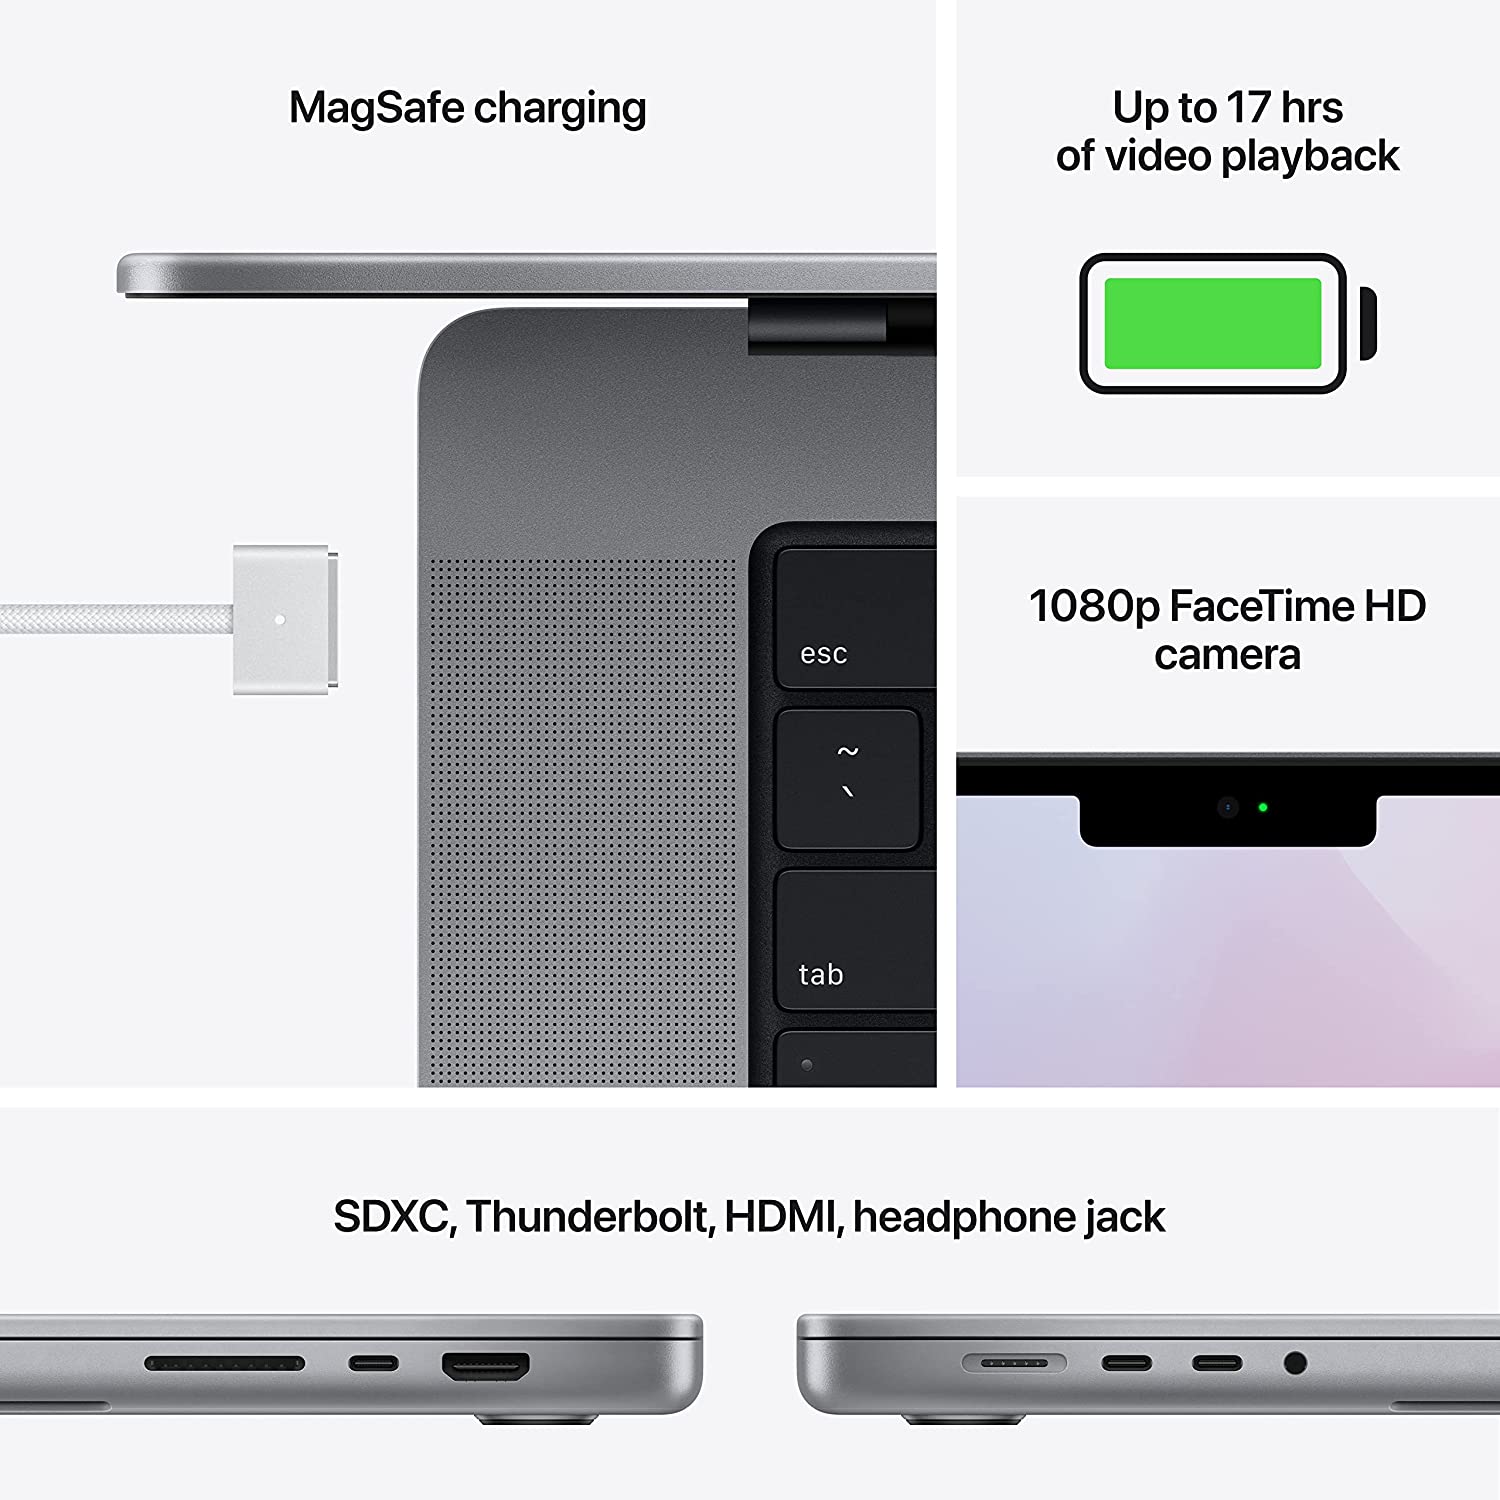 MagSafe charging
Up to 17 hrs
of video playback
esc
~
`
tab
1080p FaceTime HD
camera
SDXC, Thunderbolt, HDMI, headphone jack